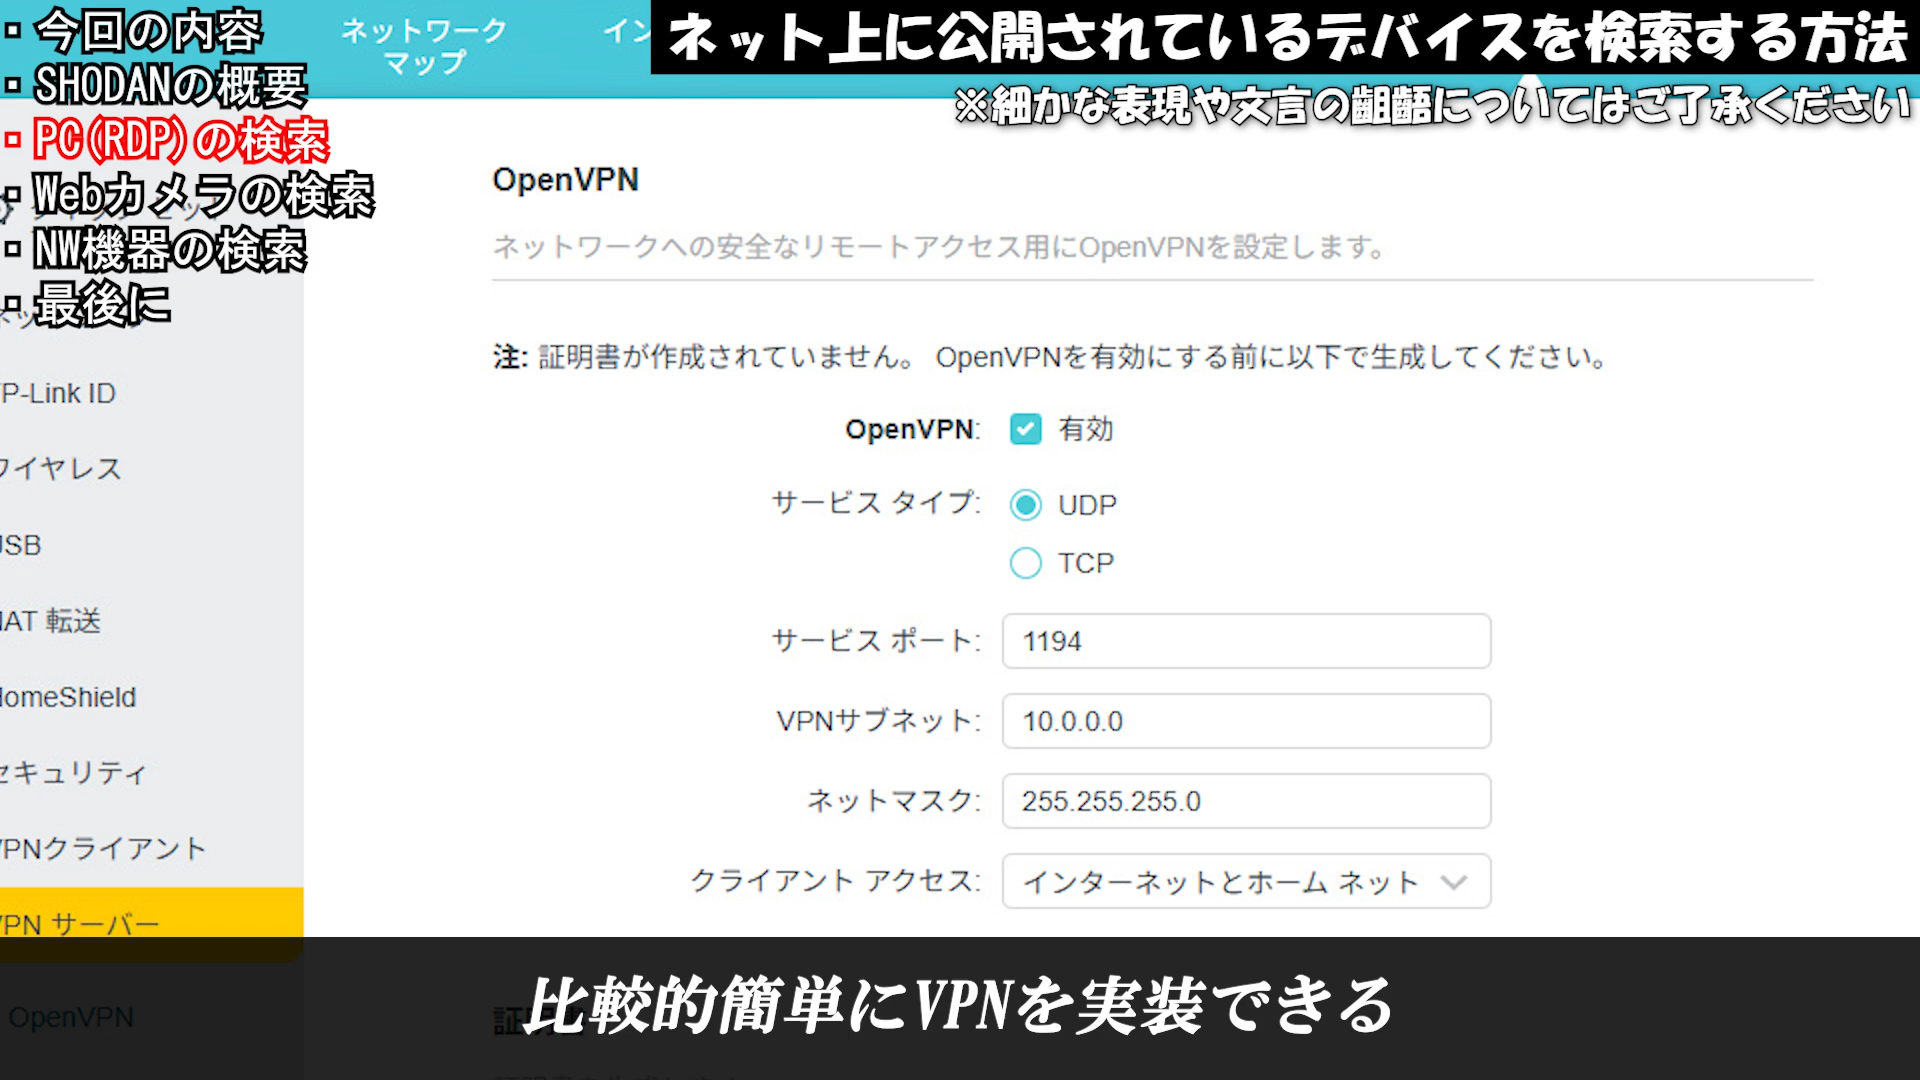 ・今回の内容
・SHODANの概要
・PC(RDP)の検索
・Webカメラの検索
・NW機器の検索
・最後に
ネットワーク
マップ
イン
ネット上に公開されているデバイスを検索する方法
※細かな表現や文言の齟齬についてはご了承ください
P-Link ID
ワイヤレス
USB
NAT 転送
HomeShield
セキュリティ
VPNクライアント
VPN サーバー
OpenVPN
OpenVPN
ネットワークへの安全なリモートアクセス用にOpenVPNを設定します。
注: 証明書が作成されていません。 OpenVPNを有効にする前に以下で生成してください。
OpenVPN: 有効
サービス タイプ: UDP
TCP
サービス ポート: 1194
VPNサブネット: 10.0.0.0
ネットマスク: 255.255.255.0
クライアント アクセス: インターネットとホーム ネット
比較的簡単にVPNを実装できる